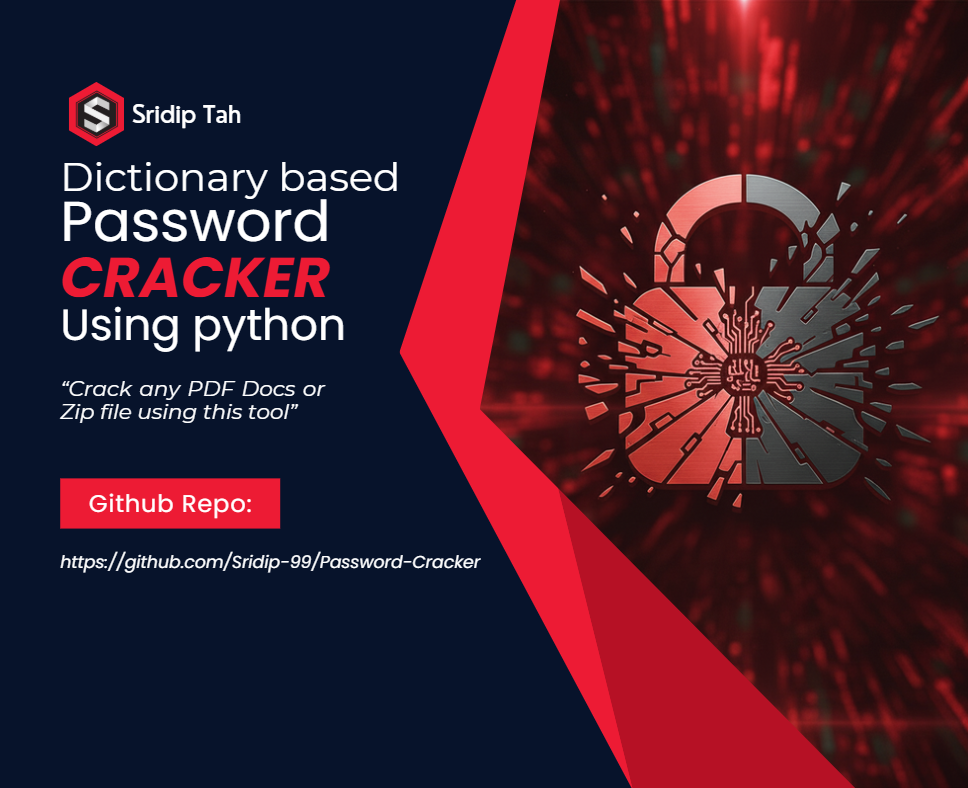 Sridip Tah
Dictionary based
Password
CRACKER
Using python
“Crack any PDF Docs or
Zip file using this tool”
Github Repo:
https://github.com/Sridip-99/Password-Cracker